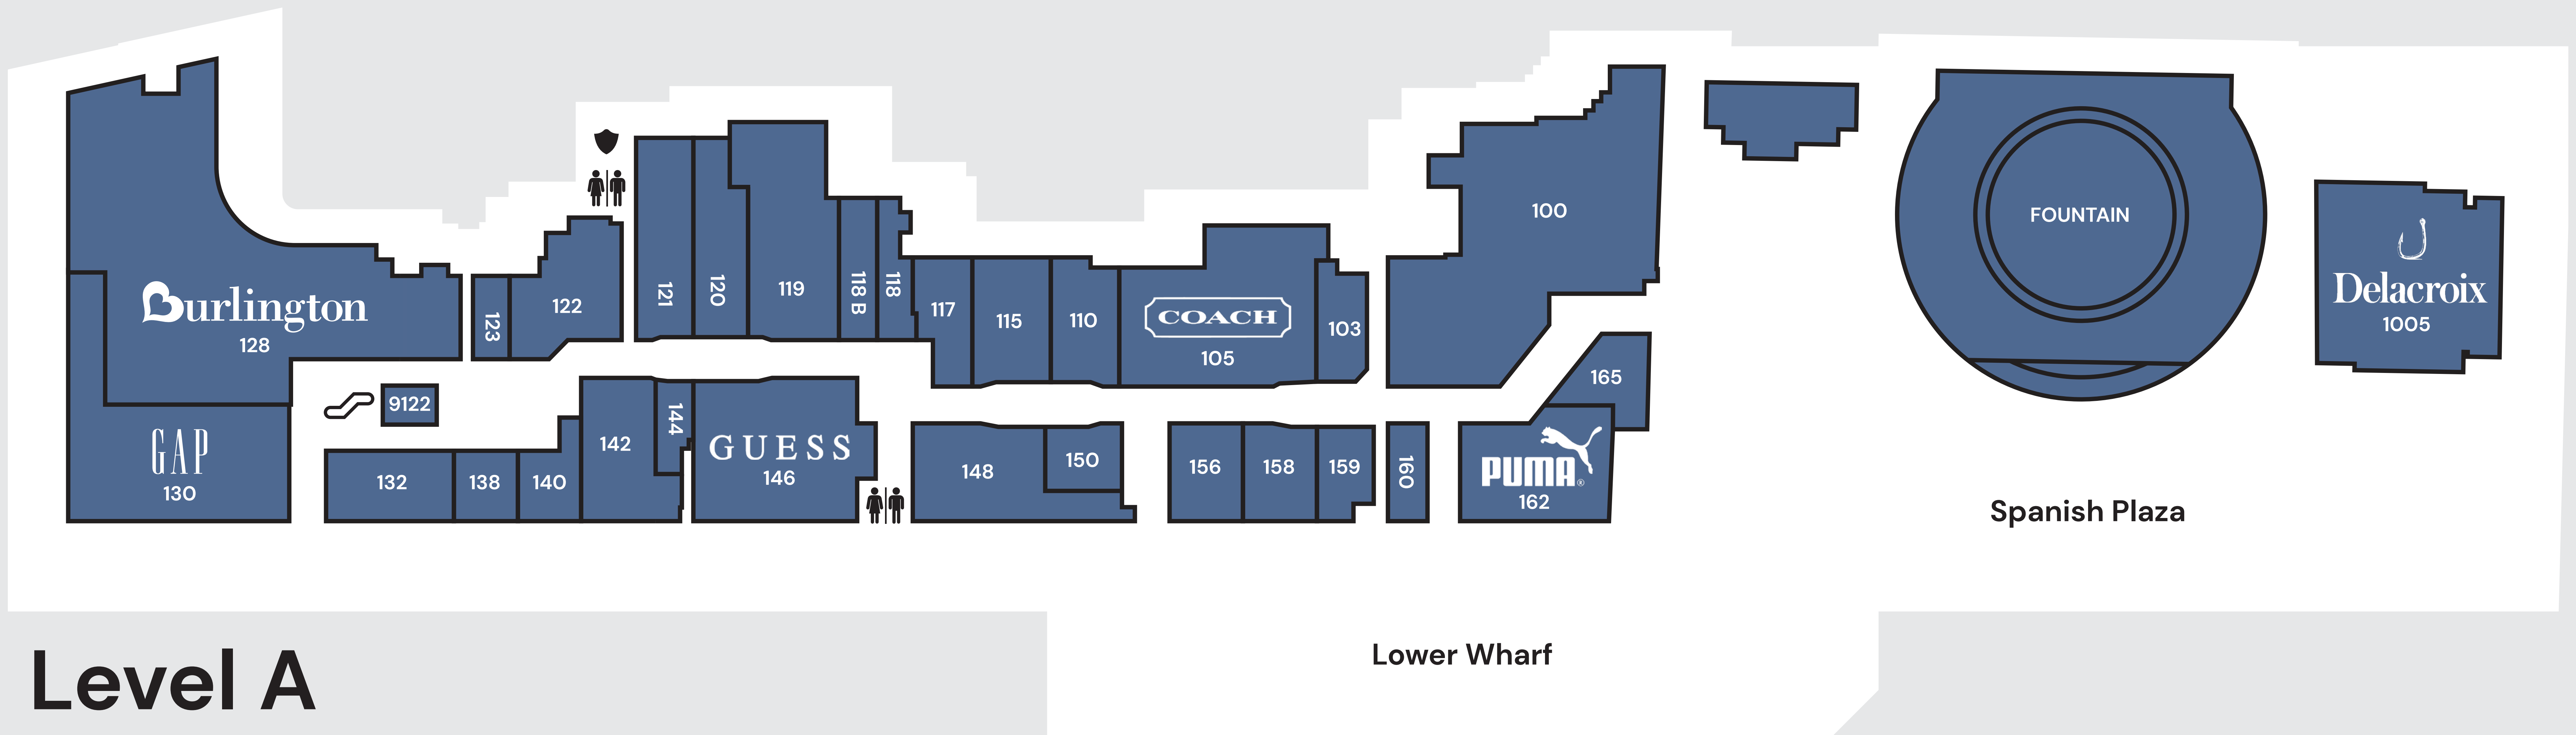 FOUNTAIN
Delacroix
1005
100
121
120
119
118 B
118
117
115
110
COACH
105
103
122
123
Burlington
128
9122
GAP
130
132
138
140
142
144
GUESS
146
148
150
156
158
159
160
165
PUMA®
162
Spanish Plaza
Lower Wharf
Level A